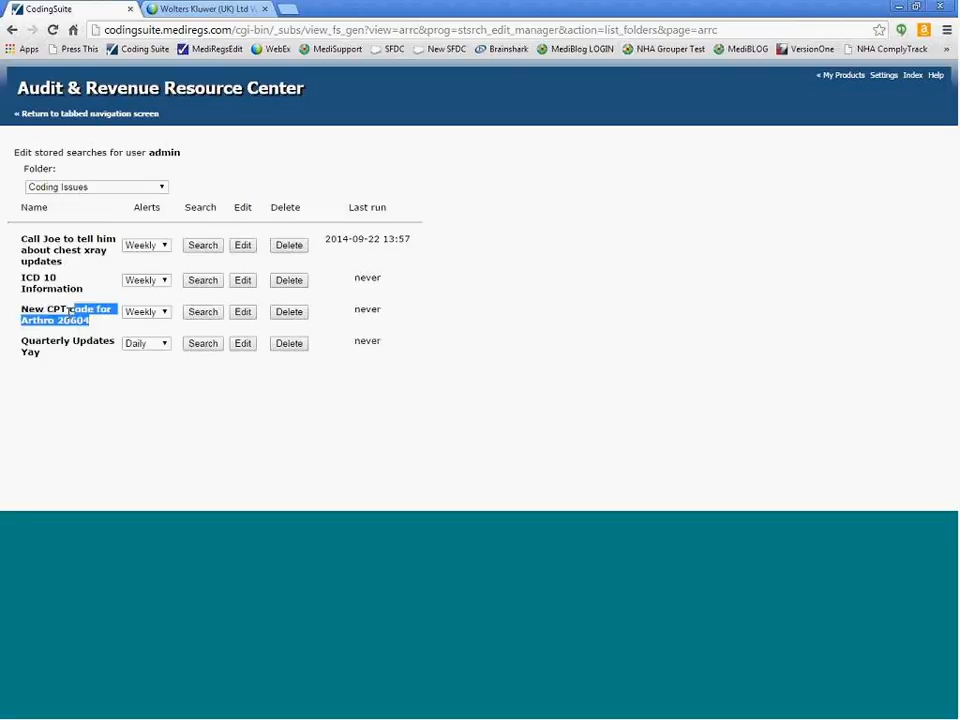 CodingSuite
Wolters Kluwer (UK) Ltd
codingsuite.mediregs.com/cgi-bin/_subs/view_fs_gen?view=arrc&prog=stsrch_edit_manager&action=list_folders&page=arrc
Apps Press This Coding Suite MediRegsEdit WebEx MediSupport SFDC New SFDC Brainshark MediBlog LOGIN NHA Grouper Test MediBLOG VersionOne NHA ComplyTrack »
« My Products Settings Index Help
Audit & Revenue Resource Center
« Return to tabbed navigation screen
Edit stored searches for user admin
Folder:
Coding Issues
Name Alerts Search Edit Delete Last run
Call Joe to tell him about chest xray updates Weekly Search Edit Delete 2014-09-22 13:57
ICD 10 Information Weekly Search Edit Delete never
New CPT code for Arthro 20604 Weekly Search Edit Delete never
Quarterly Updates Yay Daily Search Edit Delete never